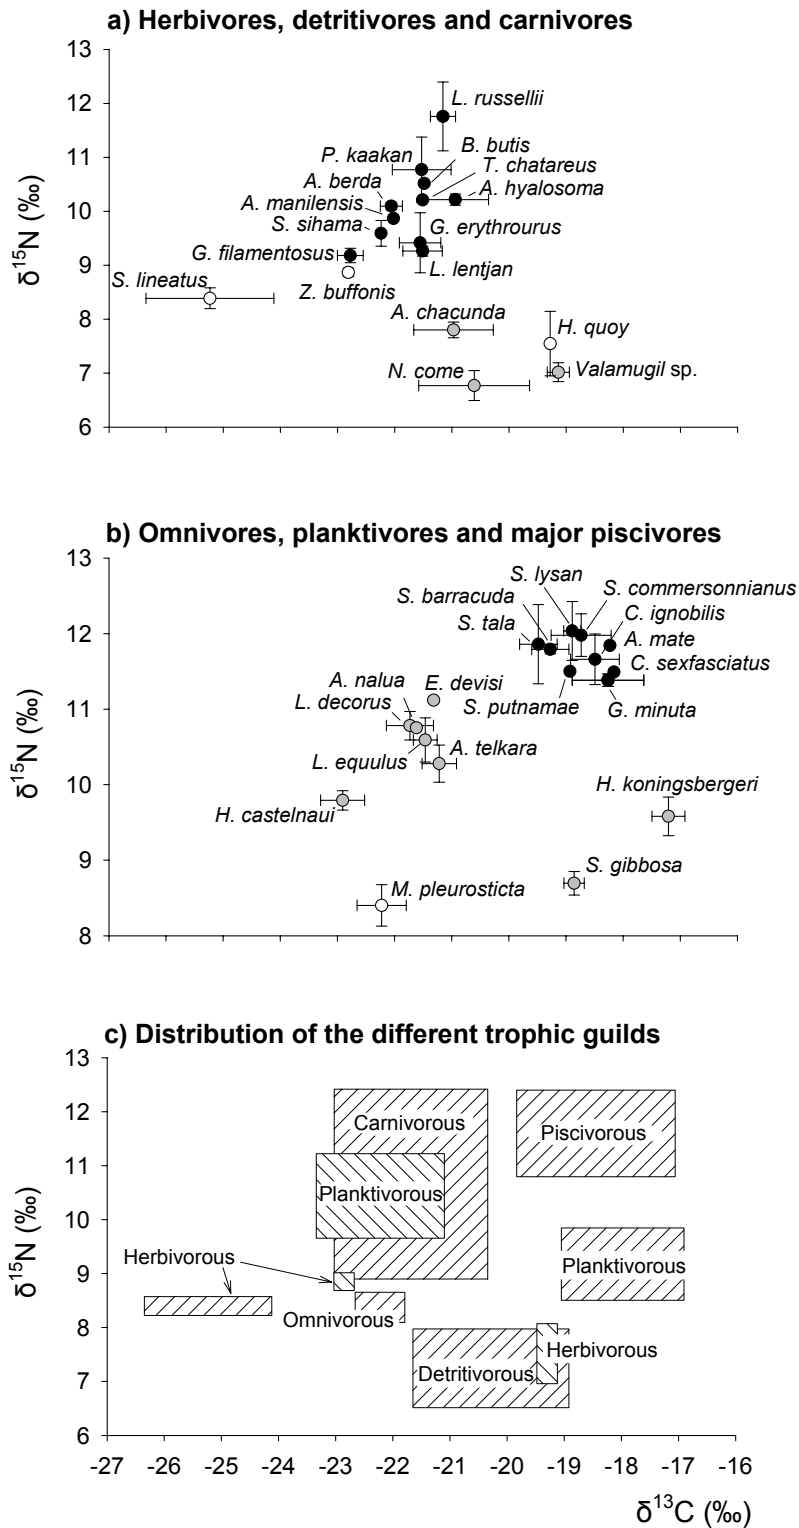 a) Herbivores, detritivores and carnivores
13
12
11
10
9
8
7
6
δ15N (‰)
L. russellii
B. butis
P. kaakan
T. chatareus
A. berda
A. hyalosoma
A. manilensis
S. sihama
G. erythrourus
G. filamentosus
L. lentjan
S. lineatus
Z. buffonis
A. chacunda
H. quoy
N. come
Valamugil sp.
b) Omnivores, planktivores and major piscivores
13
12
11
10
9
8
δ15N (‰)
S. lysan
S. commersonnianus
S. barracuda
C. ignobilis
S. tala
A. mate
C. sexfasciatus
A. nalua
E. devisi
L. decorus
S. putnamae
G. minuta
L. equulus
A. telkara
H. castelnaui
H. koningsbergeri
S. gibbosa
M. pleurosticta
c) Distribution of the different trophic guilds
13
12
11
10
9
8
7
6
δ15N (‰)
Carnivorous
Piscivorous
Planktivorous
Herbivorous
Planktivorous
Omnivorous
Herbivorous
Detritivorous
-27 -26 -25 -24 -23 -22 -21 -20 -19 -18 -17 -16
δ13C (‰)